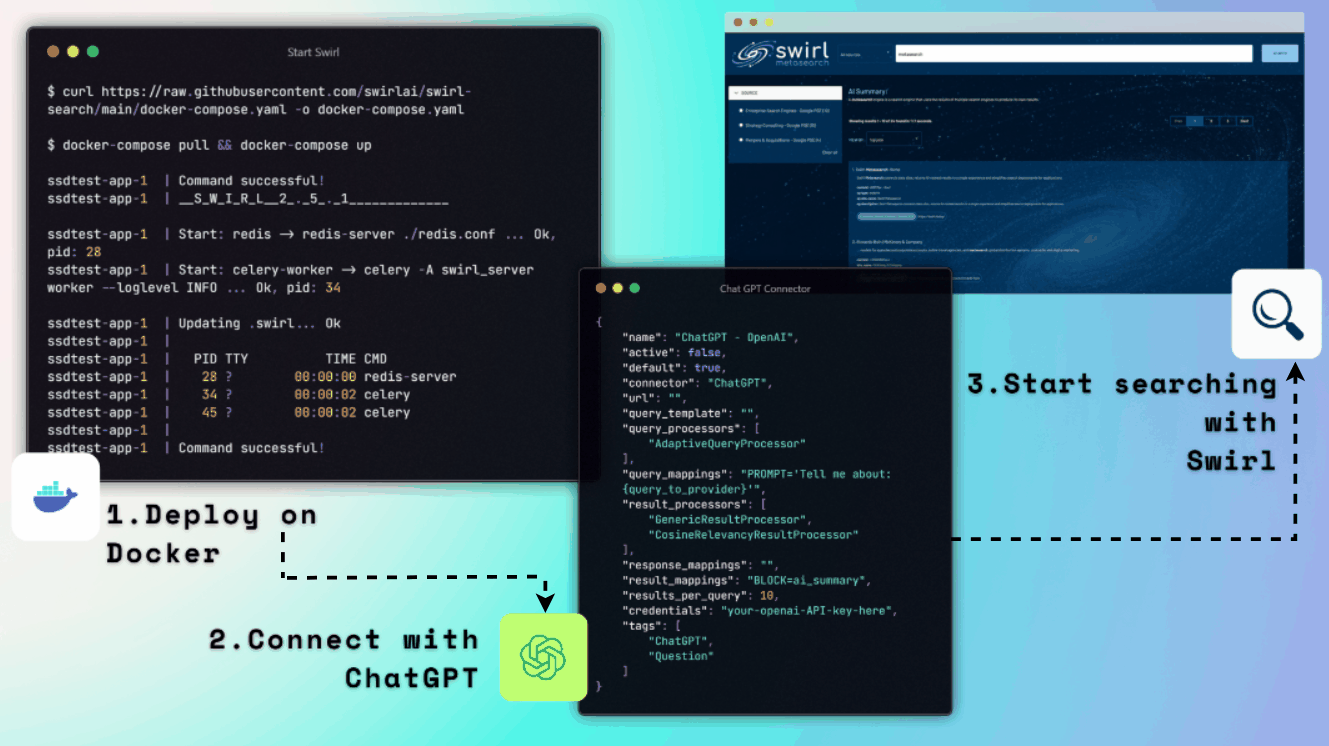 Start Swirl
$ curl https://raw.githubusercontent.com/swirlai/swirl-
search/main/docker-compose.yaml -o docker-compose.yaml
$ docker-compose pull && docker-compose up
ssdtest-app-1 | Command successful!
ssdtest-app-1 | __S_W_I_R_L__2_._5_._1_____________
ssdtest-app-1 | Start: redis -> redis-server ./redis.conf ... Ok,
pid: 28
ssdtest-app-1 | Start: celery-worker -> celery -A swirl_server
worker --loglevel INFO ... Ok, pid: 34
ssdtest-app-1 | Updating .swirl... Ok
ssdtest-app-1 |
ssdtest-app-1 | PID TTY TIME CMD
ssdtest-app-1 | 28 ? 00:00:00 redis-server
ssdtest-app-1 | 34 ? 00:00:02 celery
ssdtest-app-1 | 45 ? 00:00:02 celery
ssdtest-app-1 |
ssdtest-app-1 | Command successful!
1.Deploy on
Docker
2.Connect with
ChatGPT
Chat GPT Connector
{
"name": "ChatGPT - OpenAI",
"active": false,
"default": true,
"connector": "ChatGPT",
"url": "",
"query_template": "",
"query_processors": [
"AdaptiveQueryProcessor"
],
"query_mappings": "PROMPT='Tell me about:
{query_to_provider}'",
"result_processors": [
"GenericResultProcessor",
"CosineRelevancyResultProcessor"
],
"response_mappings": "",
"result_mappings": "BLOCK=ai_summary",
"results_per_query": 10,
"credentials": "your-openai-API-key-here",
"tags": [
"ChatGPT",
"Question"
]
}
swirl
metasearch
metasearch
SOURCE
Enterprise Search Engines - Google PSE
Strategy Consulting - Google PSE
Mergers & Acquisitions - Google PSE
Clear all
AI Summary:
1. Swirl Metasearch: Home
3.Start searching
with
Swirl